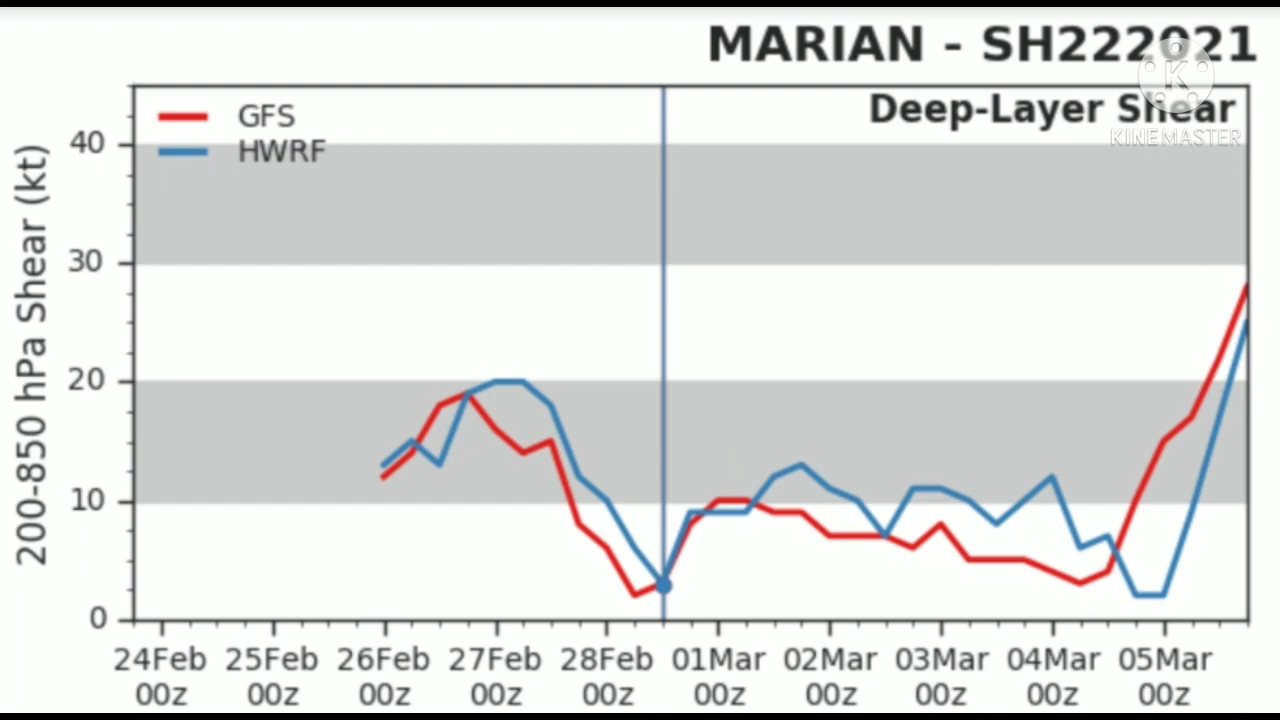 MARIAN - SH222021
Deep-Layer Shear
K
KINEMASTER
GFS
HWRF
200-850 hPa Shear (kt)
40
30
20
10
0
24Feb 25Feb 26Feb 27Feb 28Feb 01Mar 02Mar 03Mar 04Mar 05Mar
00z 00z 00z 00z 00z 00z 00z 00z 00z 00z